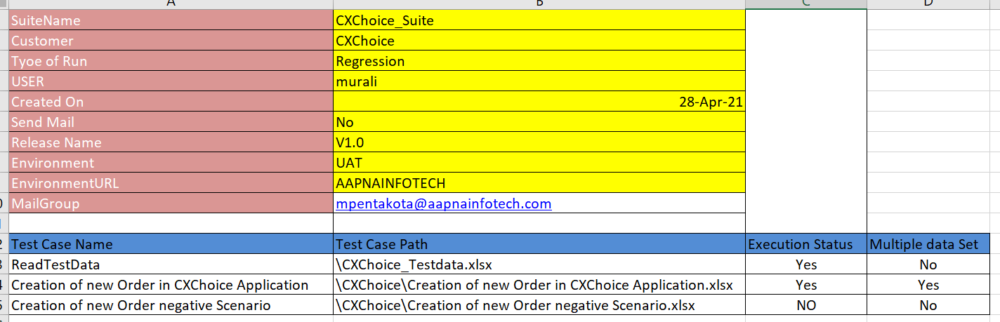 A B C D
SuiteName CXChoice_Suite
Customer CXChoice
Tyoe of Run Regression
USER murali
Created On 28-Apr-21
Send Mail No
Release Name V1.0
Environment UAT
EnvironmentURL AAPNAINFOTECH
MailGroup mpentakota@aapnainfotech.com
Test Case Name Test Case Path Execution Status Multiple data Set
ReadTestData \CXChoice_Testdata.xlsx Yes No
Creation of new Order in CXChoice Application \CXChoice\Creation of new Order in CXChoice Application.xlsx Yes Yes
Creation of new Order negative Scenario \CXChoice\Creation of new Order negative Scenario.xlsx NO No